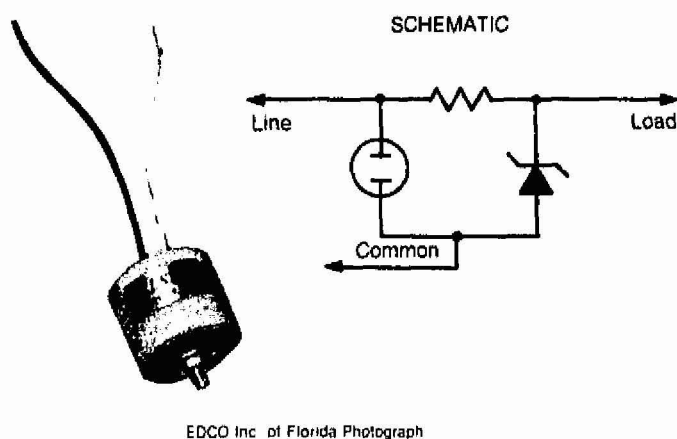 SCHEMATIC
Line
Load
Common
EDCO Inc of Florida Photograph